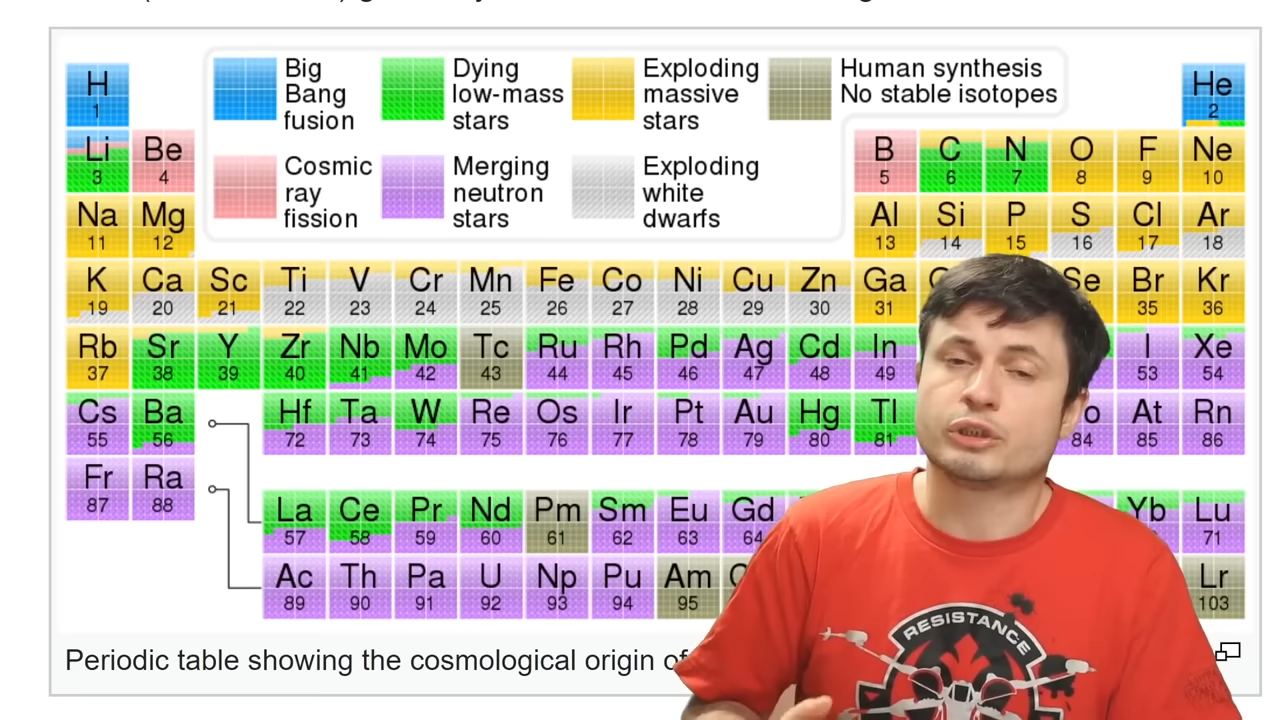 Big Bang fusion
Dying low-mass stars
Exploding massive stars
Human synthesis
No stable isotopes
Cosmic ray fission
Merging neutron stars
Exploding white dwarfs
H He
1 2
Li Be B C N O F Ne
3 4 5 6 7 8 9 10
Na Mg Al Si P S Cl Ar
11 12 13 14 15 16 17 18
K Ca Sc Ti V Cr Mn Fe Co Ni Cu Zn Ga Se Br Kr
19 20 21 22 23 24 25 26 27 28 29 30 31 35 36
Rb Sr Y Zr Nb Mo Tc Ru Rh Pd Ag Cd In I Xe
37 38 39 40 41 42 43 44 45 46 47 48 49 53 54
Cs Ba Hf Ta W Re Os Ir Pt Au Hg Tl At Rn
55 56 72 73 74 75 76 77 78 79 80 81 84 85 86
Fr Ra
87 88
La Ce Pr Nd Pm Sm Eu Gd Yb Lu
57 58 59 60 61 62 63 64 71
Ac Th Pa U Np Pu Am Lr
89 90 91 92 93 94 95 103
Periodic table showing the cosmological origin of
RESISTANCE